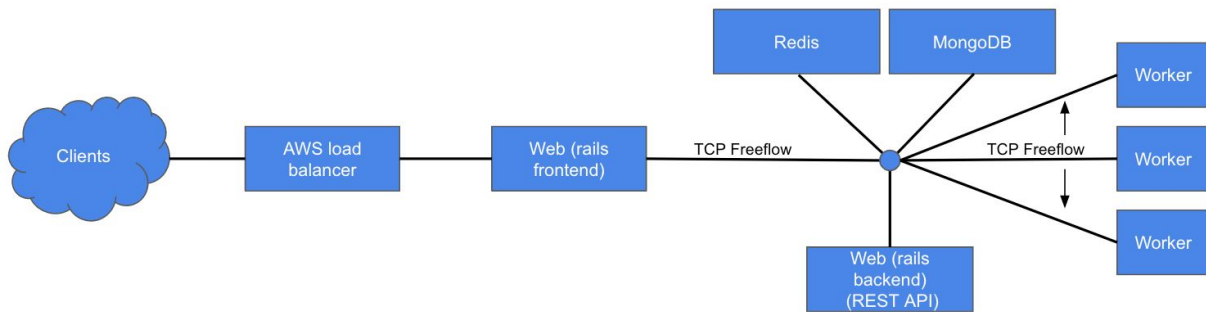 Redis
MongoDB
Worker
Clients
AWS load
balancer
Web (rails
frontend)
TCP Freeflow
TCP Freeflow
Worker
Worker
Web (rails
backend)
(REST API)